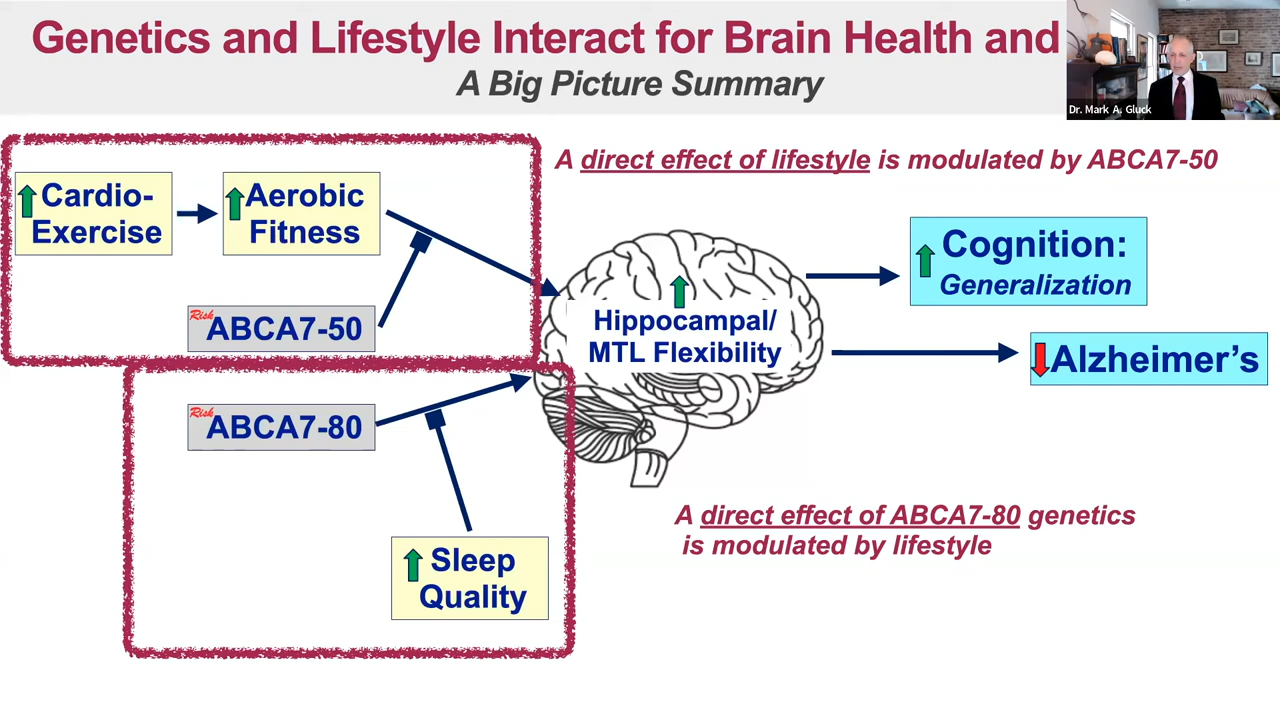 Genetics and Lifestyle Interact for Brain Health and
A Big Picture Summary
Dr. Mark A. Gluck
A direct effect of lifestyle is modulated by ABCA7-50
Cardio-
Exercise
Aerobic
Fitness
Risk
ABCA7-50
Hippocampal/
MTL Flexibility
Cognition:
Generalization
Alzheimer's
Risk
ABCA7-80
Sleep
Quality
A direct effect of ABCA7-80 genetics
is modulated by lifestyle